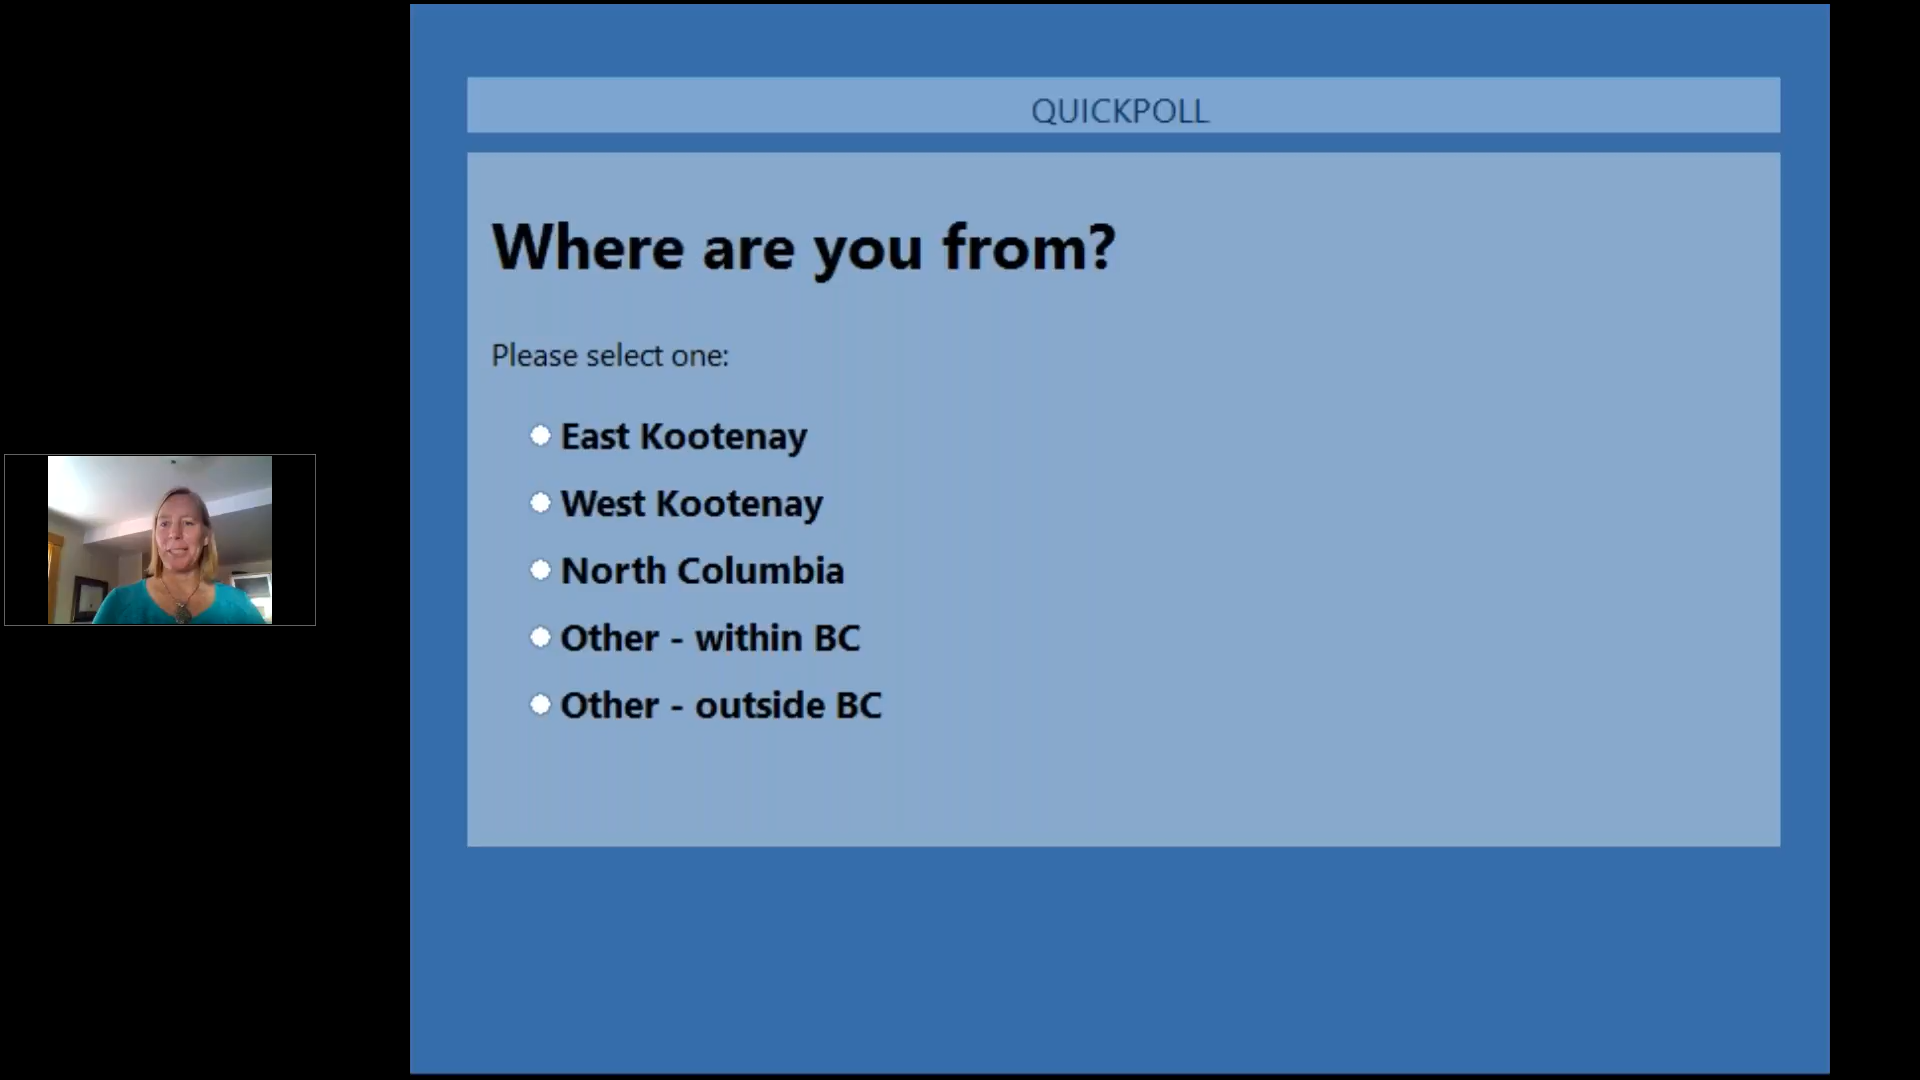 QUICKPOLL
Where are you from?
Please select one:
East Kootenay
West Kootenay
North Columbia
Other - within BC
Other - outside BC